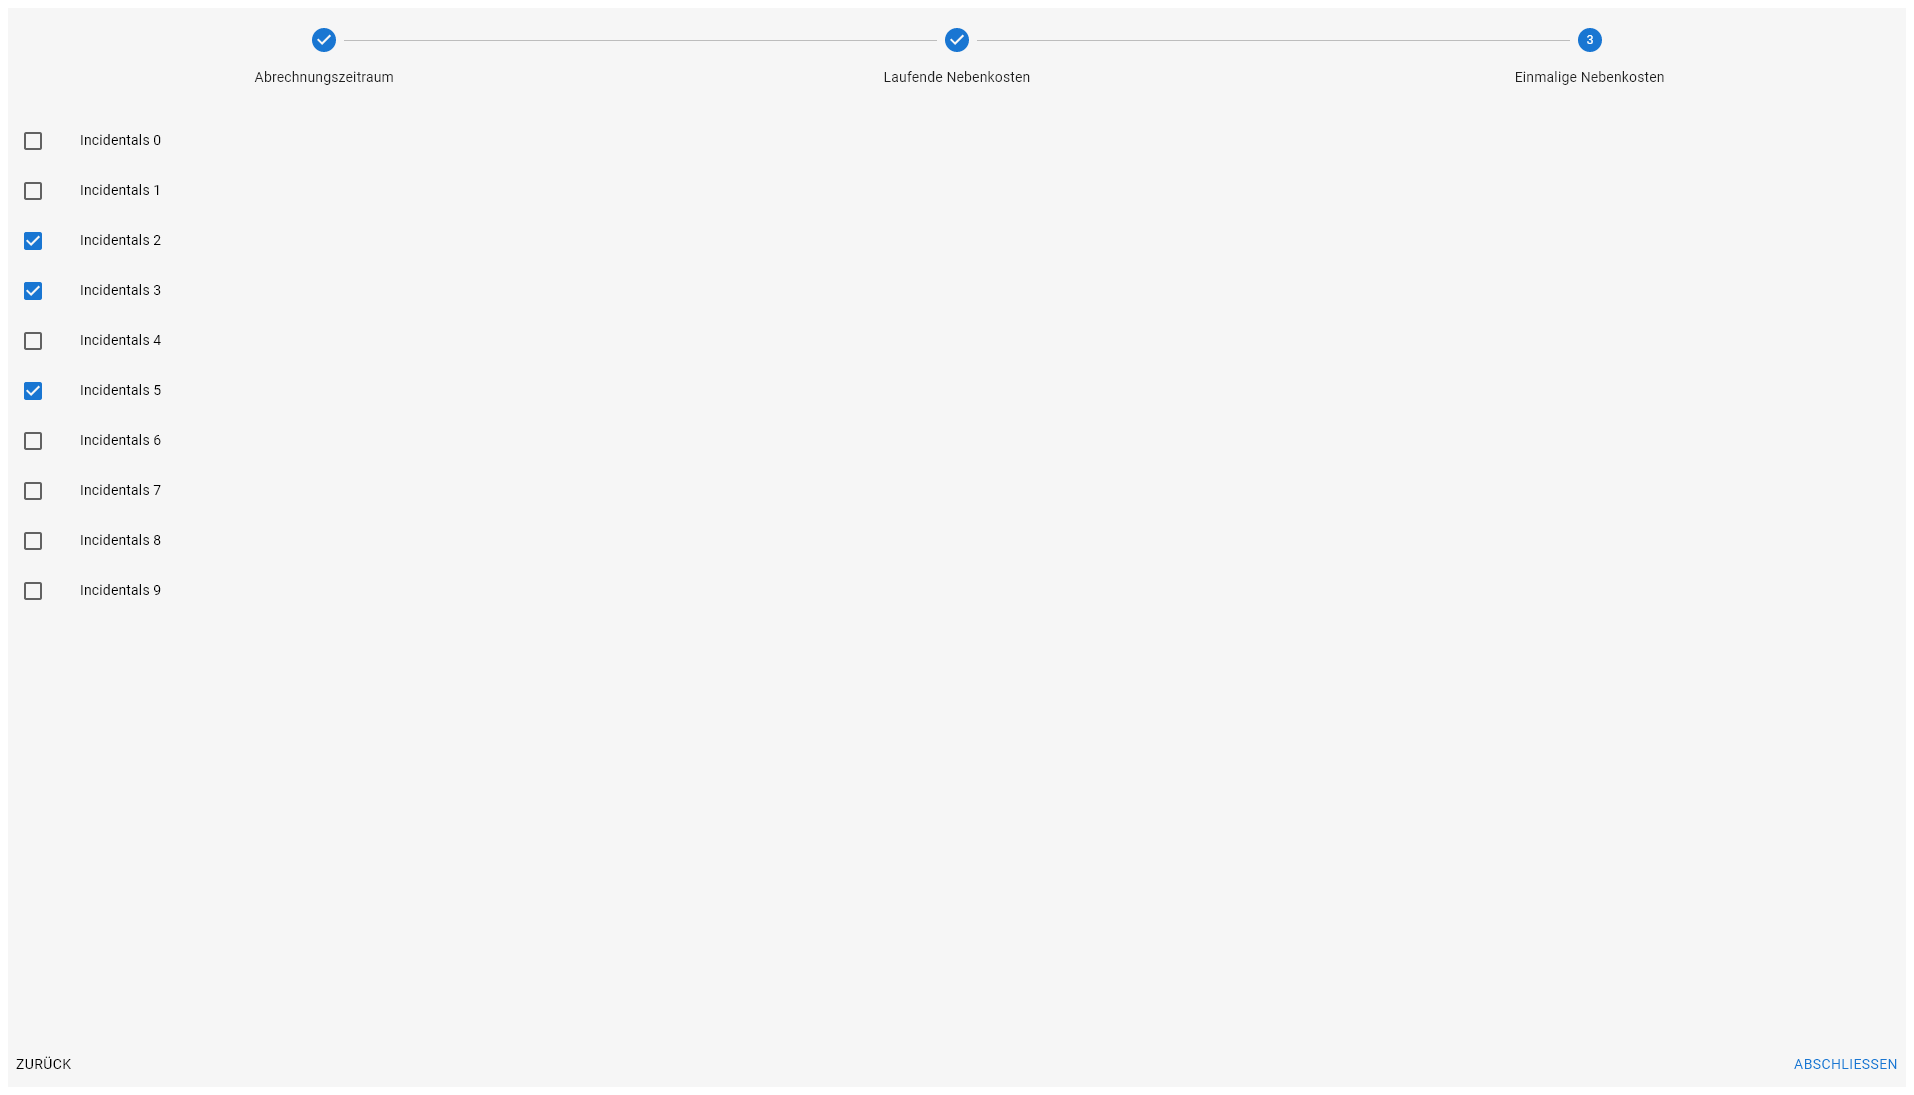 3
Abrechnungszeitraum
Laufende Nebenkosten
Einmalige Nebenkosten
Incidentals 0
Incidentals 1
Incidentals 2
Incidentals 3
Incidentals 4
Incidentals 5
Incidentals 6
Incidentals 7
Incidentals 8
Incidentals 9
ZURÜCK
ABSCHLIESSEN